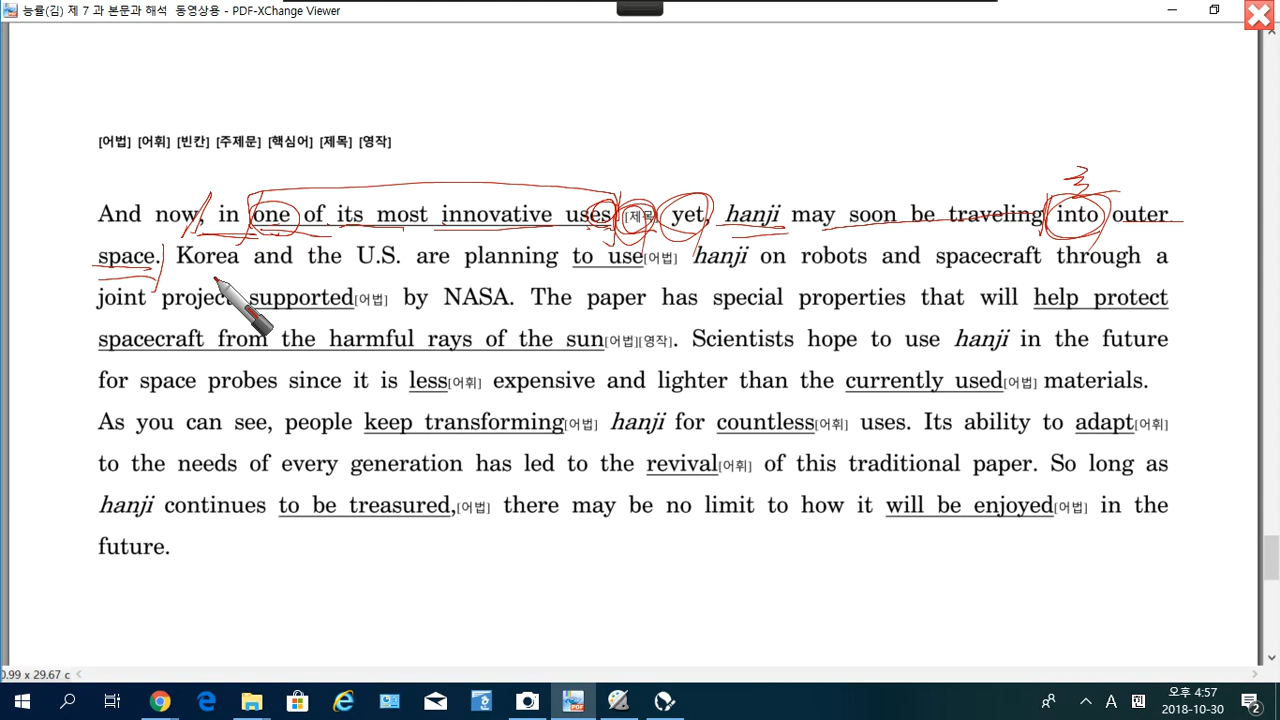 능률(김) 제 7 과 본문과 해석 동영상용 - PDF-XChange Viewer
[어법] [어휘] [빈칸] [주제문] [핵심어] [제목] [영작]
And now, in one of its most innovative uses [제목] yet, hanji may soon be traveling into outer
space. Korea and the U.S. are planning to use[어법] hanji on robots and spacecraft through a
joint project supported[어법] by NASA. The paper has special properties that will help protect
spacecraft from the harmful rays of the sun[어법][영작]. Scientists hope to use hanji in the future
for space probes since it is less[어휘] expensive and lighter than the currently used[어법] materials.
As you can see, people keep transforming[어법] hanji for countless[어휘] uses. Its ability to adapt[어휘]
to the needs of every generation has led to the revival[어휘] of this traditional paper. So long as
hanji continues to be treasured,[어법] there may be no limit to how it will be enjoyed[어법] in the
future.
0.99 x 29.67 c
A 오후 4:57
2018-10-30 2